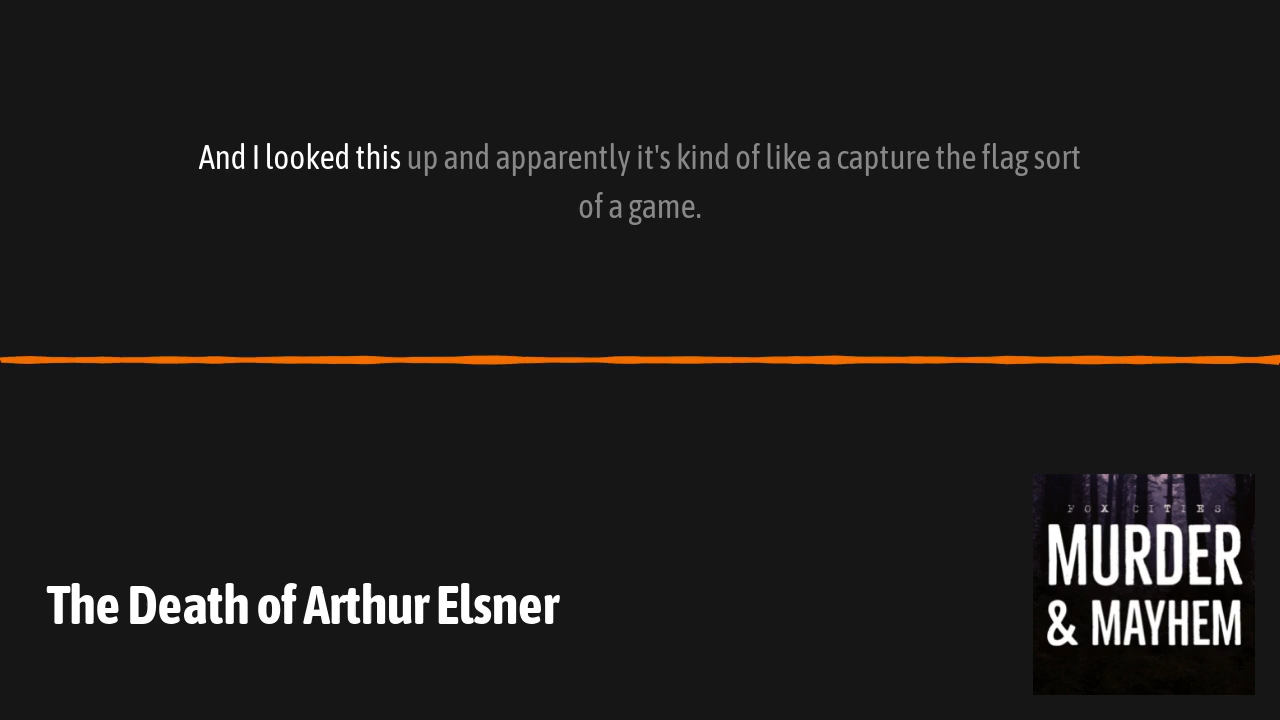 And I looked this up and apparently it's kind of like a capture the flag sort
of a game.
The Death of Arthur Elsner
FOX CITIES
MURDER
& MAYHEM